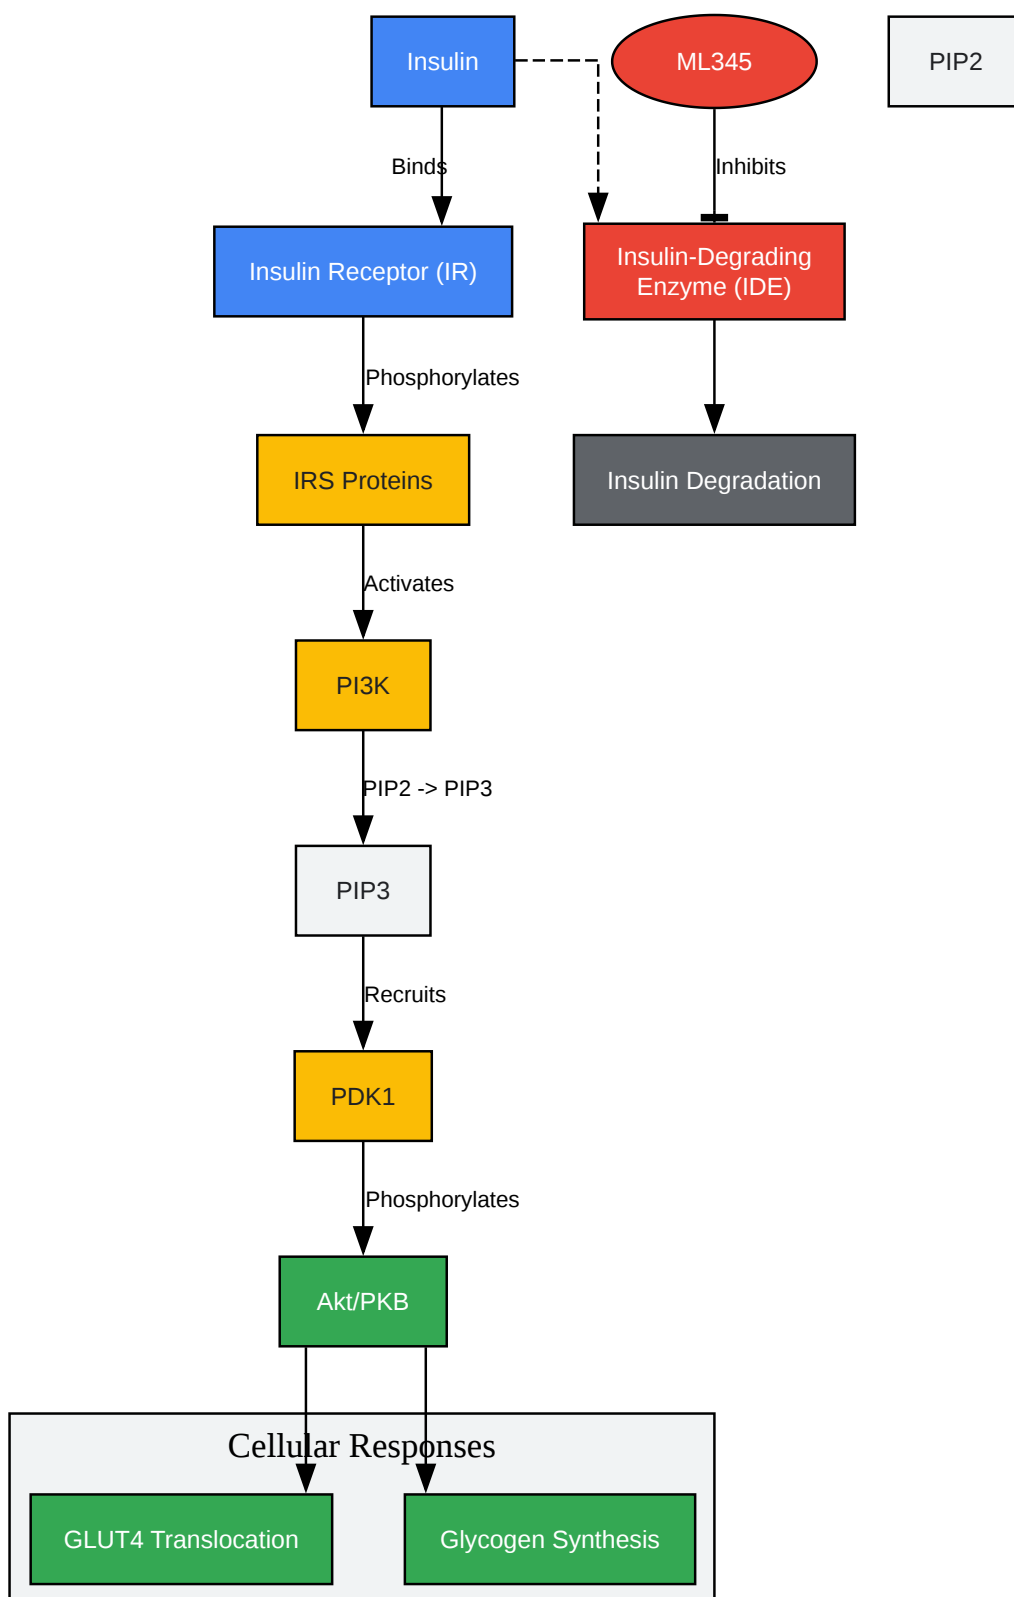 Insulin
ML345
PIP2
Binds
Inhibits
Insulin Receptor (IR)
Insulin-Degrading
Enzyme (IDE)
Phosphorylates
IRS Proteins
Insulin Degradation
Activates
PI3K
PIP2 -> PIP3
PIP3
Recruits
PDK1
Phosphorylates
Akt/PKB
Cellular Responses
GLUT4 Translocation
Glycogen Synthesis